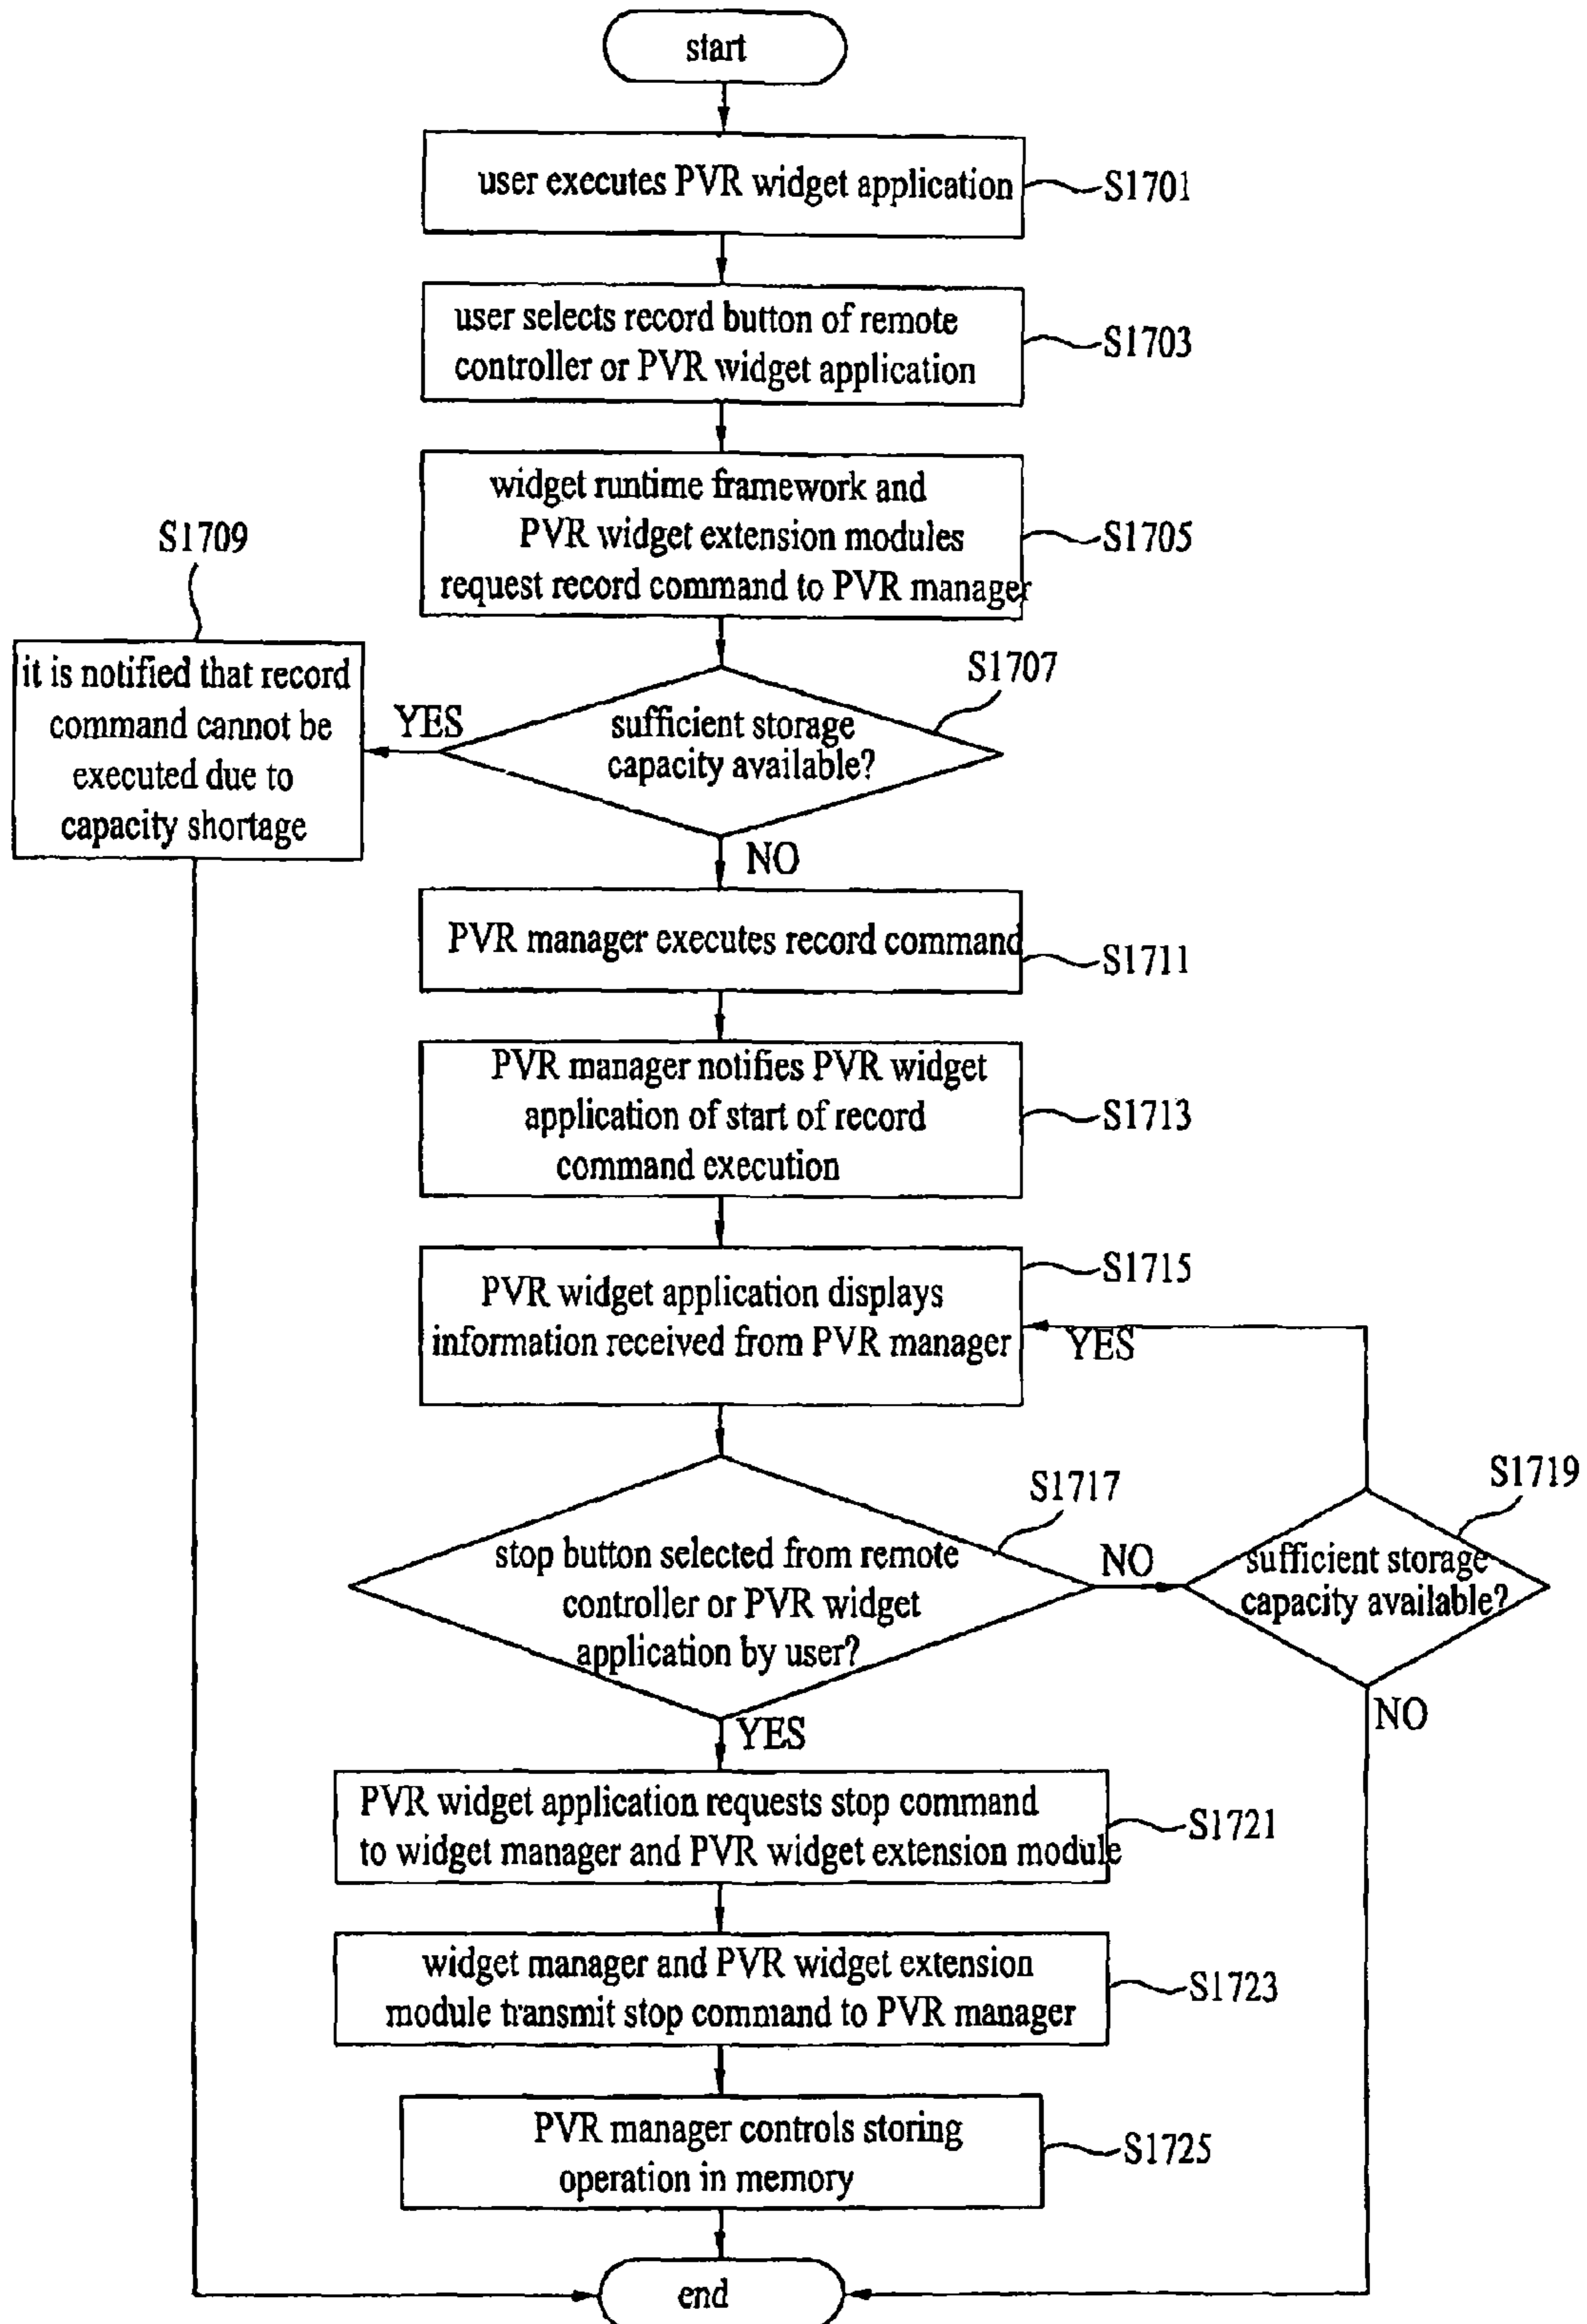 start
user executes PVR widget application
S1701
user selects record button of remote
controller or PVR widget application
S1703
widget runtime framework and
PVR widget extension modules
request record command to PVR manager
S1705
S1709
it is notified that record
command cannot be
executed due to
capacity shortage
YES
S1707
sufficient storage
capacity available?
NO
PVR manager executes record command
S1711
PVR manager notifies PVR widget
application of start of record
command execution
S1713
PVR widget application displays
information received from PVR manager
S1715
YES
S1717
stop button selected from remote
controller or PVR widget
application by user?
NO
S1719
sufficient storage
capacity available?
NO
YES
PVR widget application requests stop command
to widget manager and PVR widget extension module
S1721
widget manager and PVR widget extension
module transmit stop command to PVR manager
S1723
PVR manager controls storing
operation in memory
S1725
end